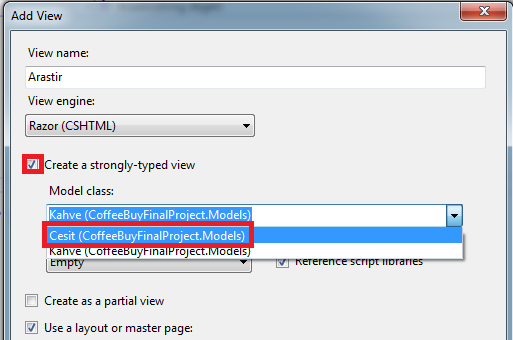 Add View
View name:
Arastir
View engine:
Razor (CSHTML)
Create a strongly-typed view
Model class:
Kahve (CoffeeBuyFinalProject.Models)
Cesit (CoffeeBuyFinalProject.Models)
Kahve (CoffeeBuyFinalProject.Models)
Empty Reference script libraries
Create as a partial view
Use a layout or master page: